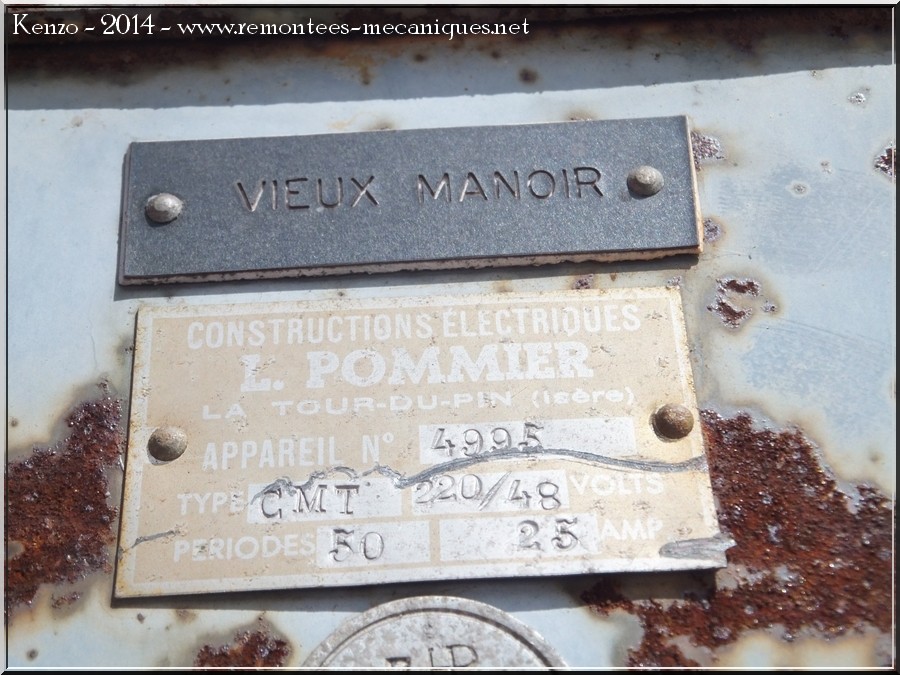 Kenzo - 2014 - www.remontees-mecaniques.net
VIEUX MANOIR
CONSTRUCTIONS ÉLECTRIQUES
L. POMMIER
LA TOUR-DU-PIN (isère)
APPAREIL N° 4995
TYPE CMT 220/48 VOLTS
PERIODES 50 25 AMP